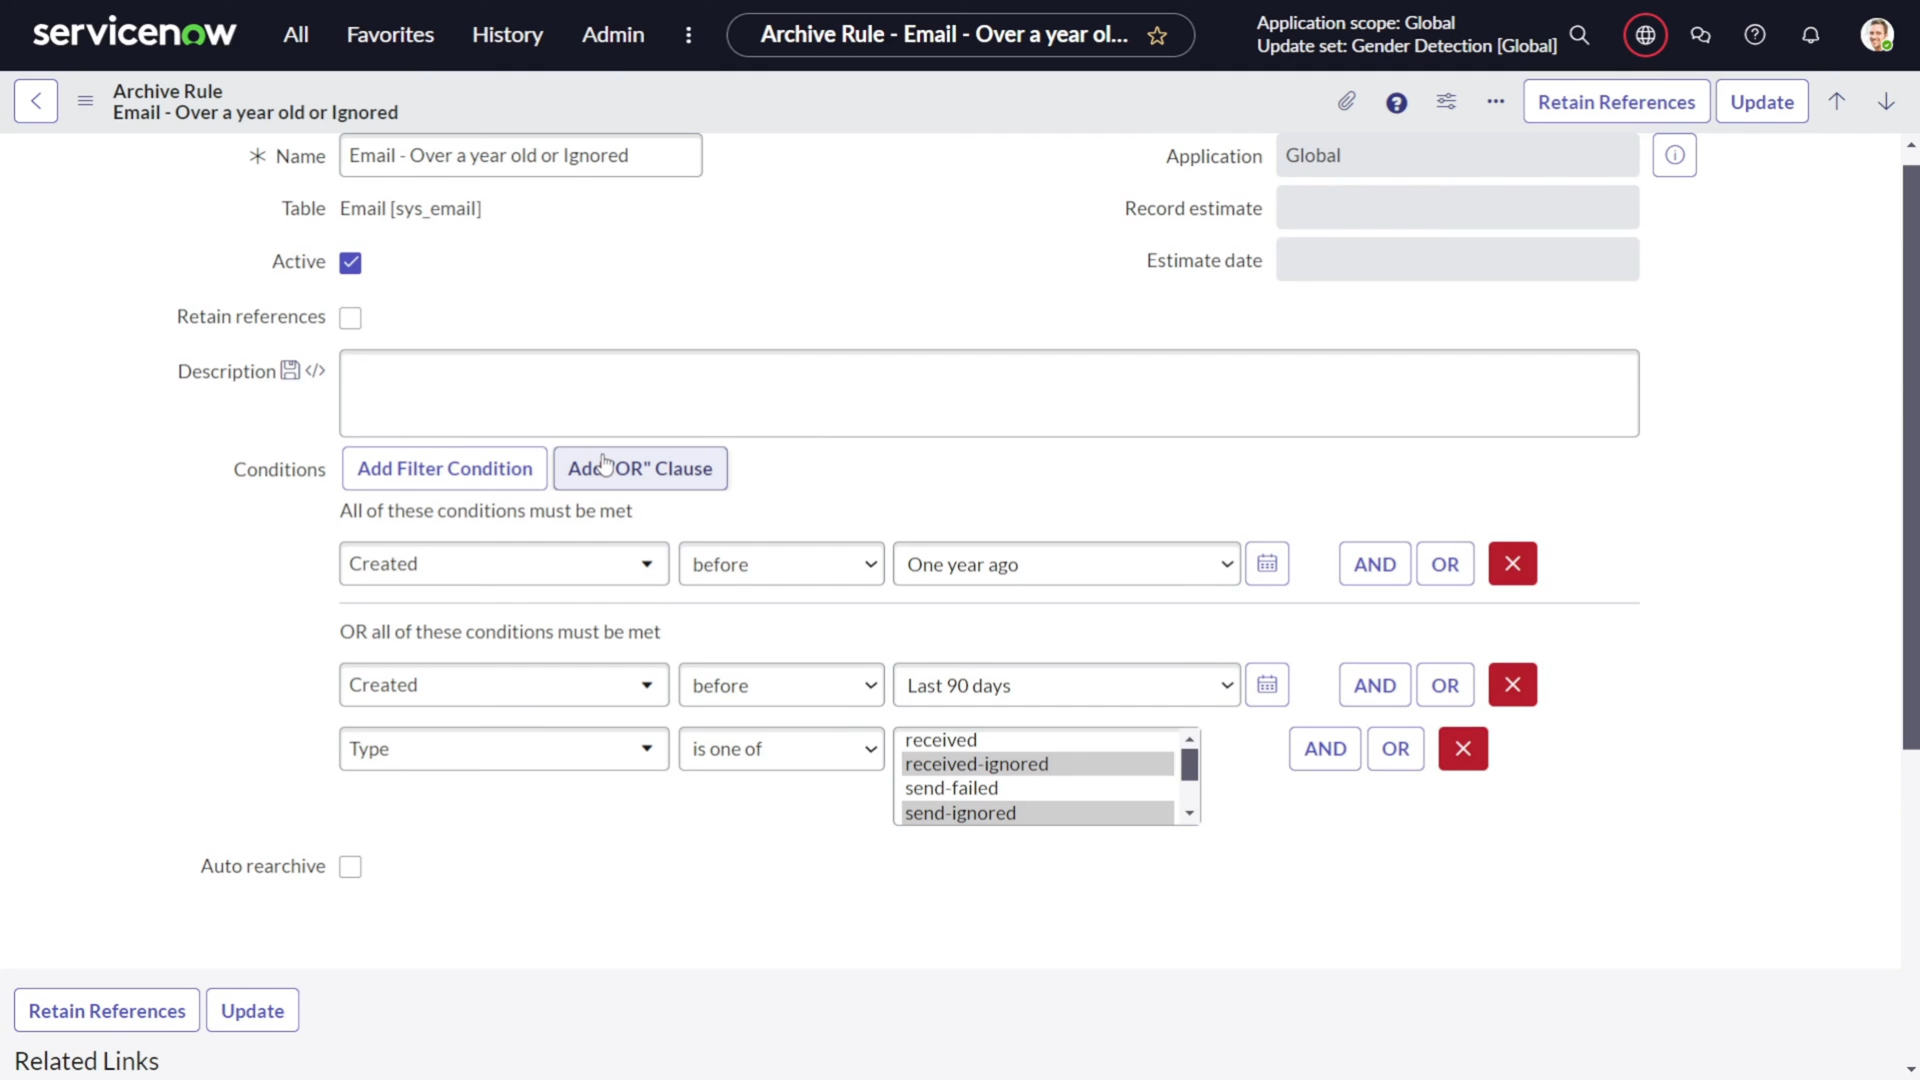 servicenow
All
Favorites
History
Admin
Archive Rule - Email - Over a year ol...
Application scope: Global
Update set: Gender Detection [Global]
Archive Rule
Email - Over a year old or Ignored
Retain References
Update
Name
Email - Over a year old or Ignored
Application
Global
Table
Email [sys_email]
Record estimate
Active
Estimate date
Retain references
Description
Conditions
Add Filter Condition
Add "OR" Clause
All of these conditions must be met
Created
before
One year ago
AND
OR
OR all of these conditions must be met
Created
before
Last 90 days
AND
OR
Type
is one of
received
received-ignored
send-failed
send-ignored
AND
OR
Auto rearchive
Retain References
Update
Related Links